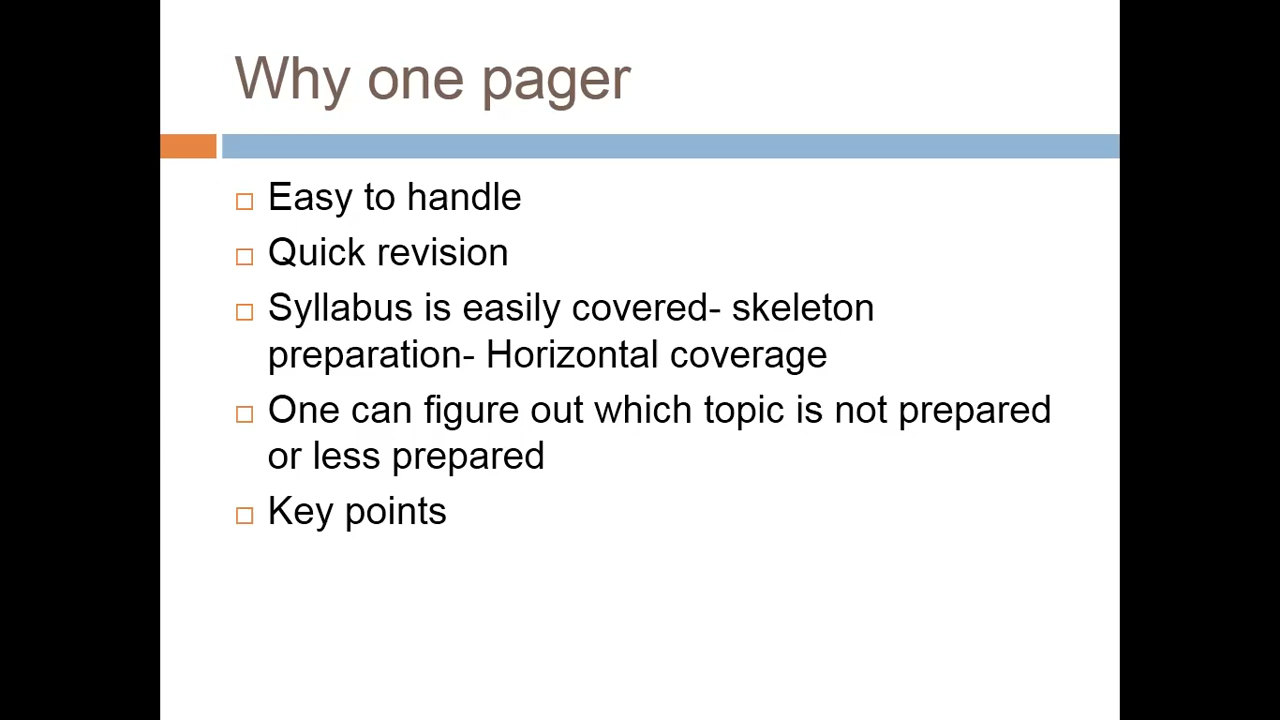 Why one pager
Easy to handle
Quick revision
Syllabus is easily covered- skeleton
preparation- Horizontal coverage
One can figure out which topic is not prepared
or less prepared
Key points